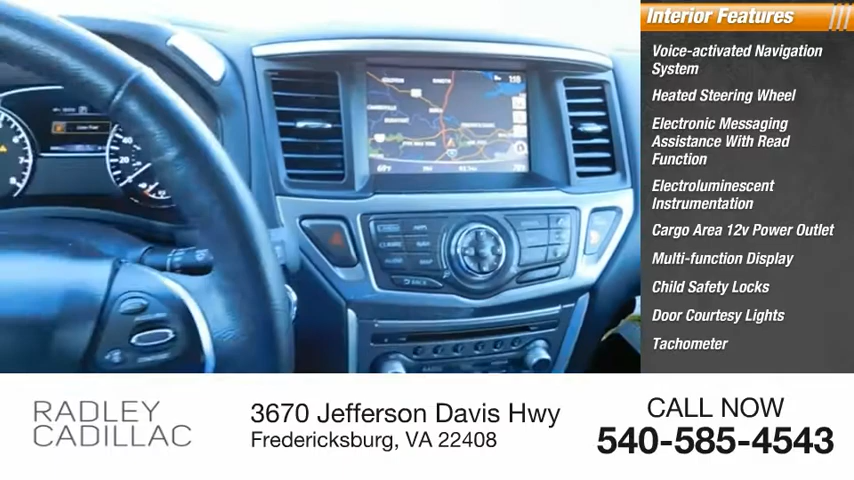 Interior Features
Voice-activated Navigation
System
Heated Steering Wheel
Electronic Messaging
Assistance With Read
Function
Electroluminescent
Instrumentation
Cargo Area 12v Power Outlet
Multi-function Display
Child Safety Locks
Door Courtesy Lights
Tachometer
RADLEY
CADILLAC
3670 Jefferson Davis Hwy
Fredericksburg, VA 22408
CALL NOW
540-585-4543